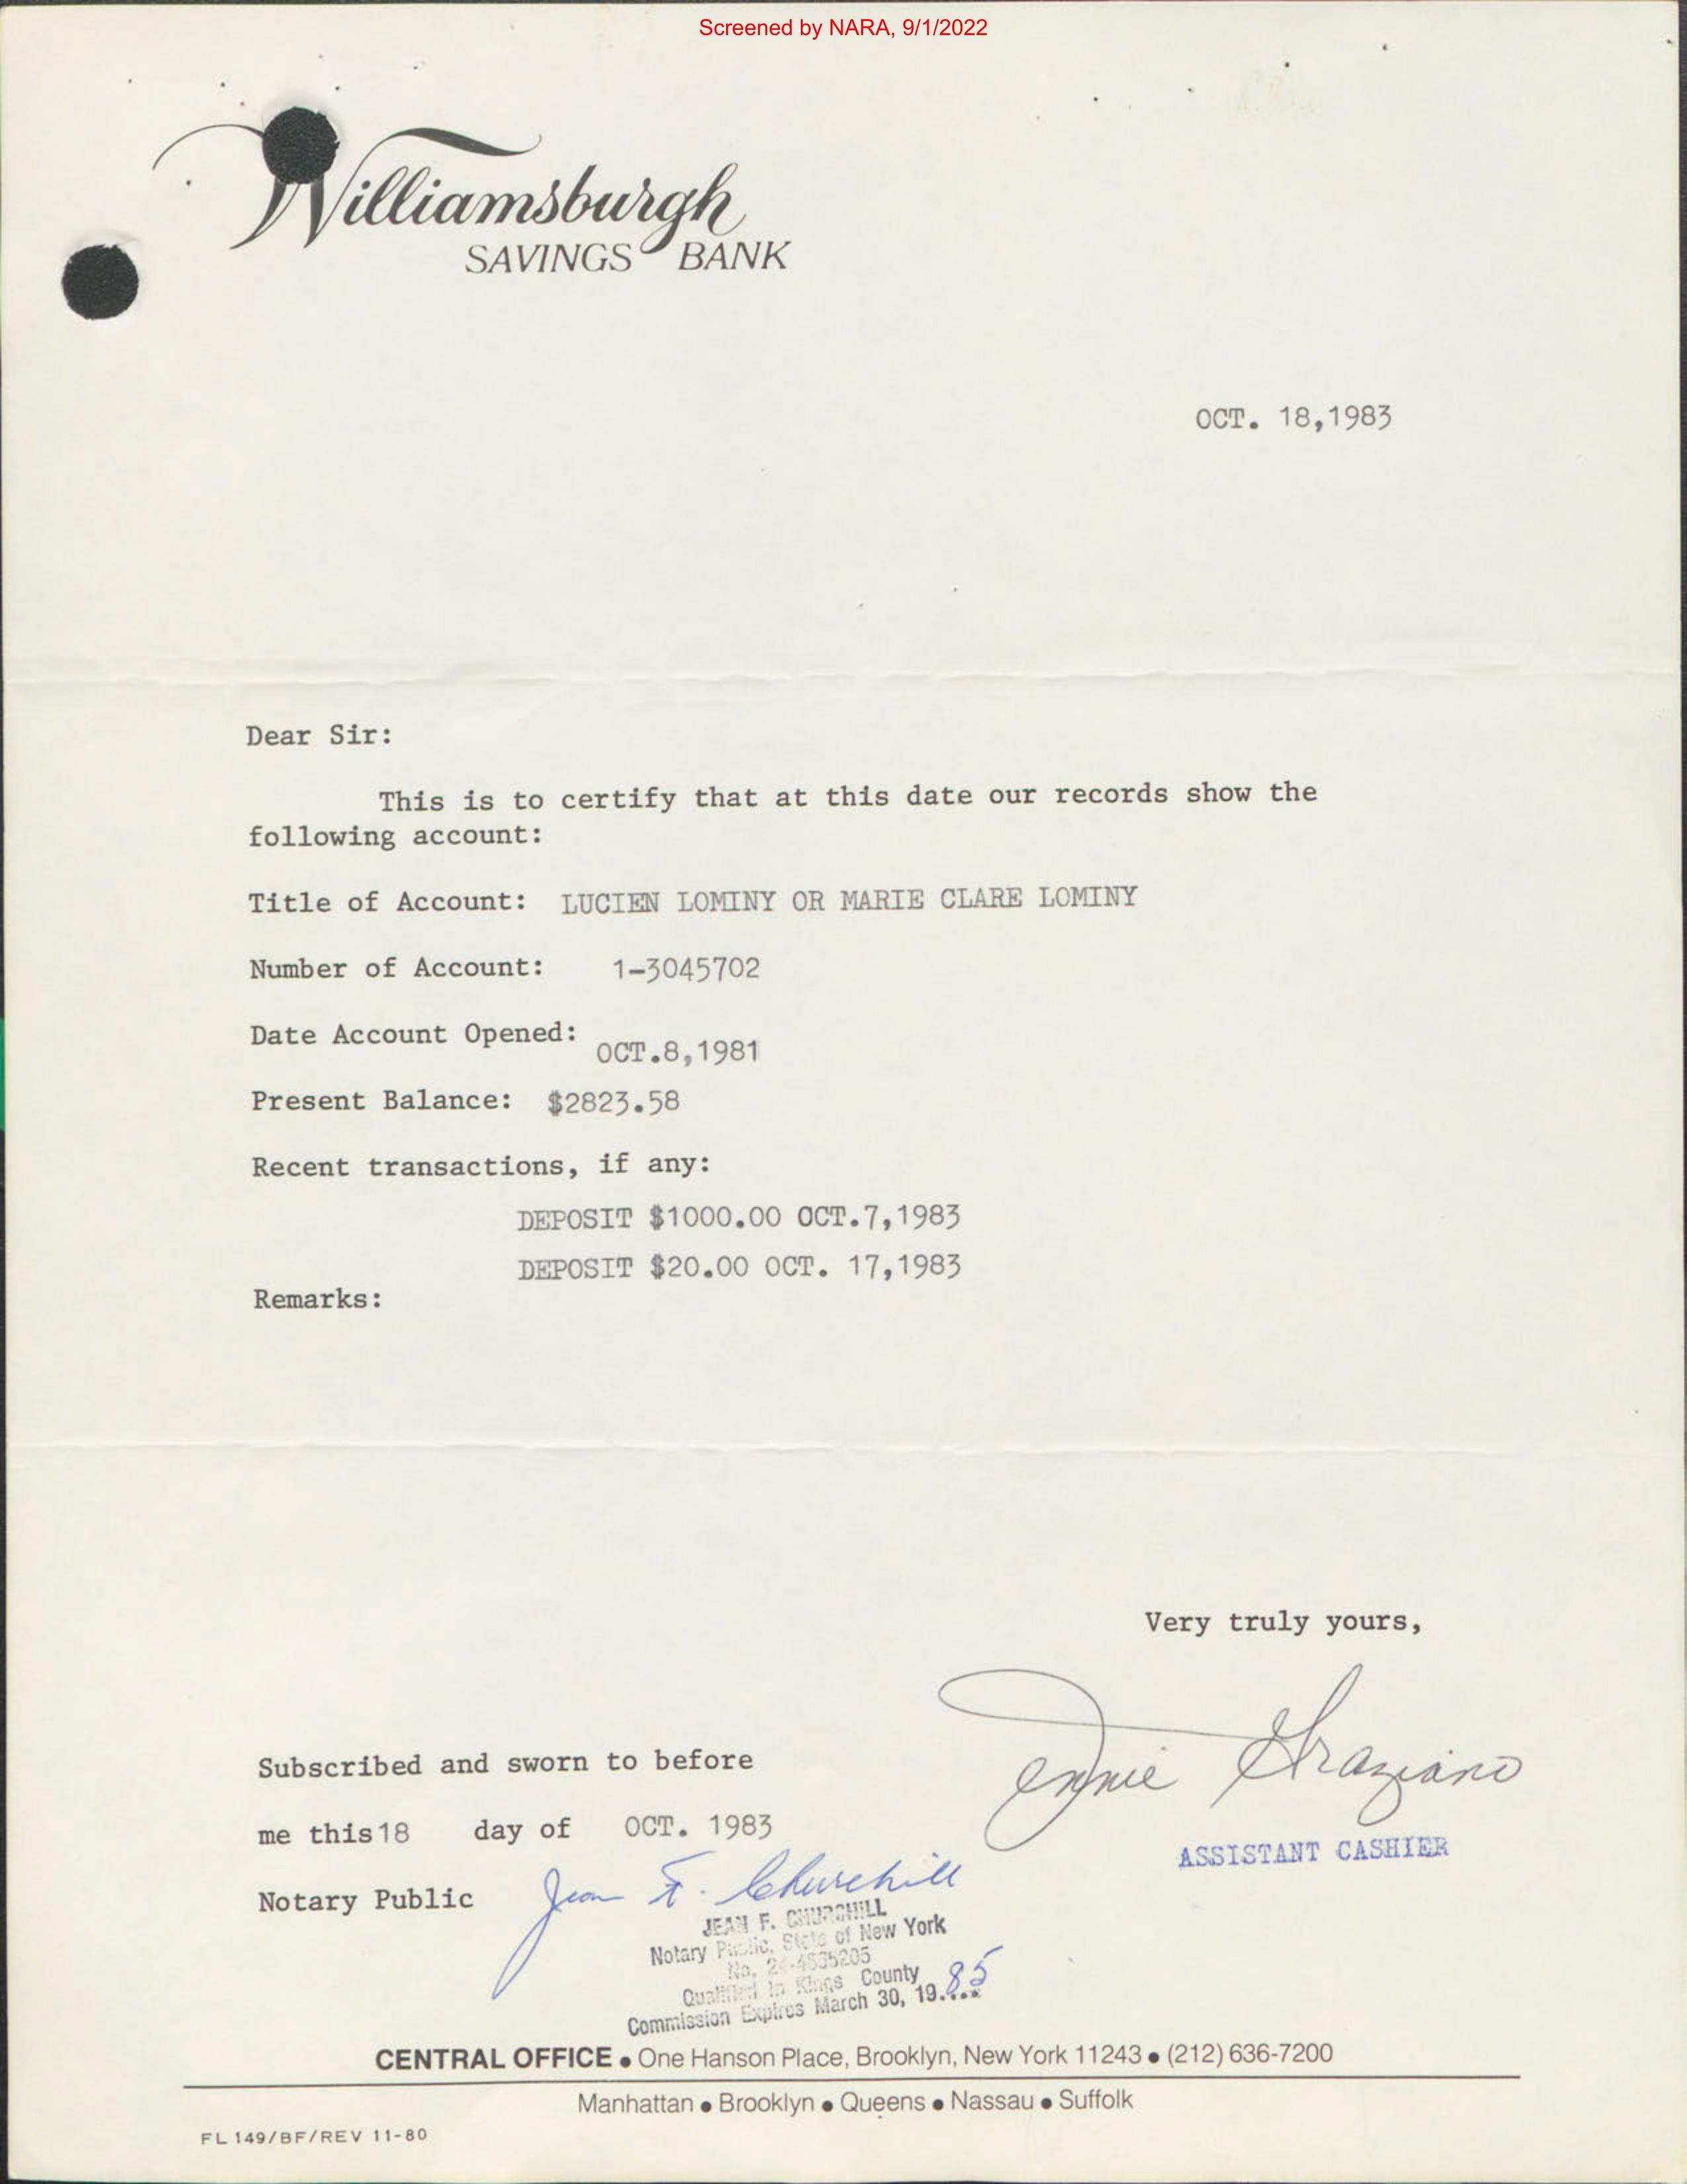 Screened by NARA, 9/1/2022
Williamsburgh
SAVINGS BANK
OCT. 18,1983
Dear Sir:
This is to certify that at this date our records show the
following account:
Title of Account: LUCIEN LOMINY OR MARIE CLARE LOMINY
Number of Account: 1-3045702
Date Account Opened: OCT.8,1981
Present Balance: $2823.58
Recent transactions, if any:
DEPOSIT $1000.00 OCT.7,1983
DEPOSIT $20.00 OCT. 17,1983
Remarks:
Very truly yours,
Graziano
ASSISTANT CASHIER
Subscribed and sworn to before
me this 18 day of OCT. 1983
Notary Public Jean F. Churchill
JEAN F. CHURCHILL
Notary Public, State of New York
No.
Qualified in Kings County
Commission Expires March 30, 19....85
CENTRAL OFFICE ● One Hanson Place, Brooklyn, New York 11243 ● (212) 636-7200
Manhattan ● Brooklyn ● Queens ● Nassau ● Suffolk
FL 149/BF/REV 11-80